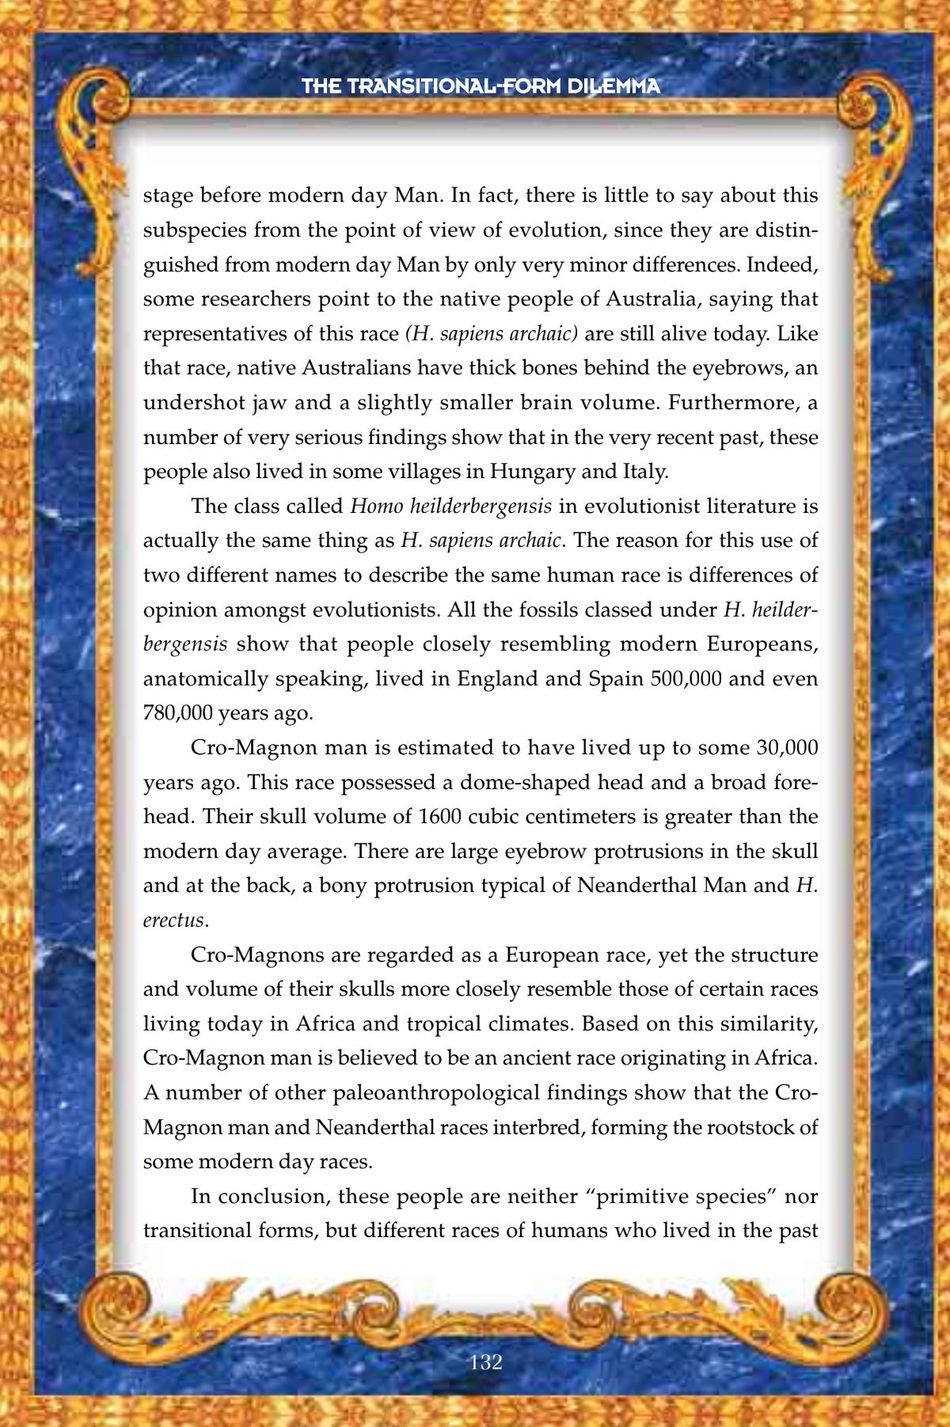 THE TRANSITIONAL-FORM DILEMMA
stage before modern day Man. In fact, there is little to say about this
subspecies from the point of view of evolution, since they are distin-
guished from modern day Man by only very minor differences. Indeed,
some researchers point to the native people of Australia, saying that
representatives of this race (H. sapiens archaic) are still alive today. Like
that race, native Australians have thick bones behind the eyebrows, an
undershot jaw and a slightly smaller brain volume. Furthermore, a
number of very serious findings show that in the very recent past, these
people also lived in some villages in Hungary and Italy.
The class called Homo heilderbergensis in evolutionist literature is
actually the same thing as H. sapiens archaic. The reason for this use of
two different names to describe the same human race is differences of
opinion amongst evolutionists. All the fossils classed under H. heilder-
bergensis show that people closely resembling modern Europeans,
anatomically speaking, lived in England and Spain 500,000 and even
780,000 years ago.
Cro-Magnon man is estimated to have lived up to some 30,000
years ago. This race possessed a dome-shaped head and a broad fore-
head. Their skull volume of 1600 cubic centimeters is greater than the
modern day average. There are large eyebrow protrusions in the skull
and at the back, a bony protrusion typical of Neanderthal Man and H.
erectus.
Cro-Magnons are regarded as a European race, yet the structure
and volume of their skulls more closely resemble those of certain races
living today in Africa and tropical climates. Based on this similarity,
Cro-Magnon man is believed to be an ancient race originating in Africa.
A number of other paleoanthropological findings show that the Cro-
Magnon man and Neanderthal races interbred, forming the rootstock of
some modern day races.
In conclusion, these people are neither “primitive species” nor
transitional forms, but different races of humans who lived in the past
132